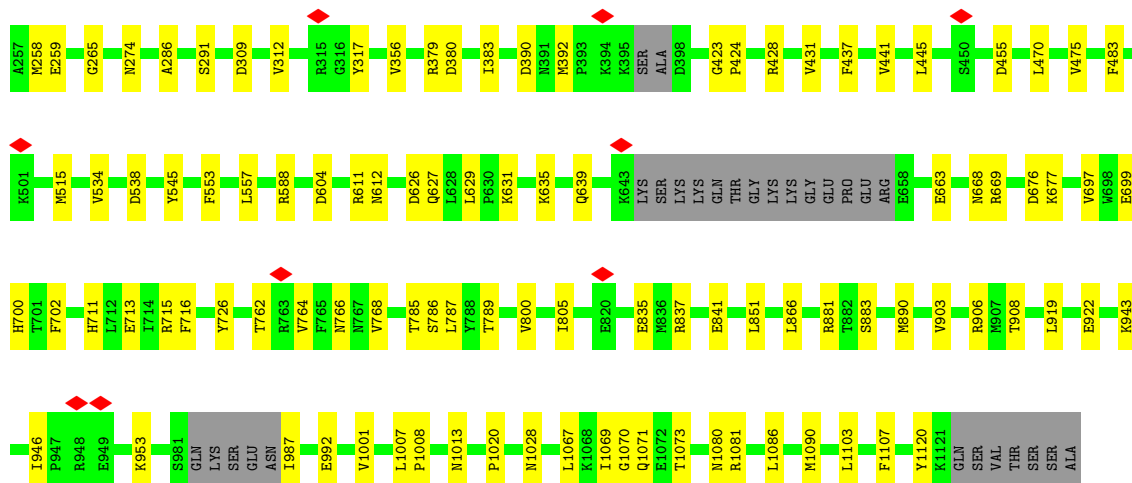 A257 M258 E259 G265 N274 A286 S291 D309 V312 R315 G316 Y317 V356 R379 D380 I383 D390 N391 M392 P393 K394 K395 SER ALA D398 G423 P424 R428 V431 F437 V441 L445 S450 D455 L470 V475 F483
K501 M515 V534 D538 Y545 F553 L557 R588 D604 R611 N612 D626 Q627 L628 L629 P630 K631 K635 Q639 K643 LYS SER LYS LYS GLN THR GLY LYS LYS GLY GLU PRO GLU ARG E658 E663 N668 R669 D676 K677 V697 W698 E699
H700 T701 F702 H711 L712 E713 I714 R715 F716 Y726 T762 R763 V764 F765 N766 N767 V768 T785 S786 L787 Y788 T789 V800 I805 E820 E835 M836 R837 E841 L851 L866 R881 T882 S883 M890 V903 R906 M907 T908 L919 E922 K943
I946 P947 R948 E949 K953 S981 GLN LYS SER GLU ASN I987 E992 V1001 L1007 P1008 N1013 P1020 N1028 L1067 K1068 I1069 G1070 Q1071 E1072 T1073 N1080 R1081 L1086 M1090 L1103 F1107 Y1120 K1121 GLN SER VAL THR SER SER ALA